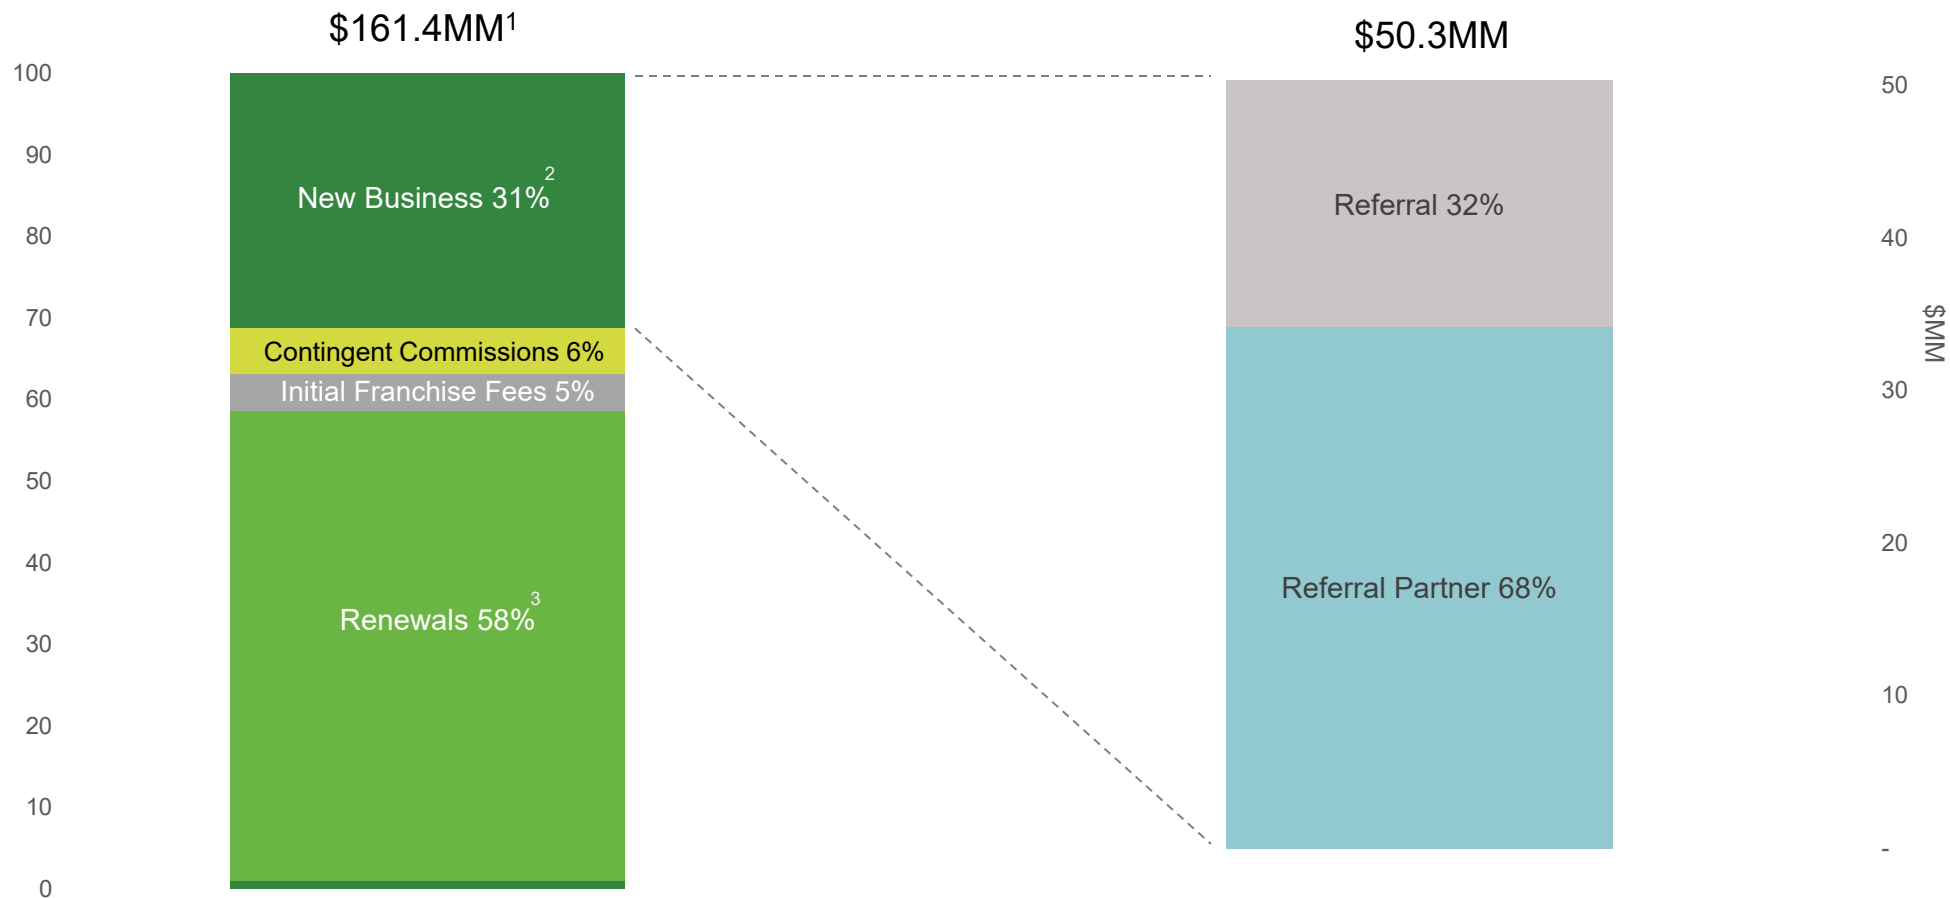 $161.4MM1
$50.3MM
100
90
80
70
60
50
40
30
20
10
0
New Business 31%2
Contingent Commissions 6%
Initial Franchise Fees 5%
Renewals 58%3
Referral 32%
Referral Partner 68%
50
40
30
20
10
-
$MM